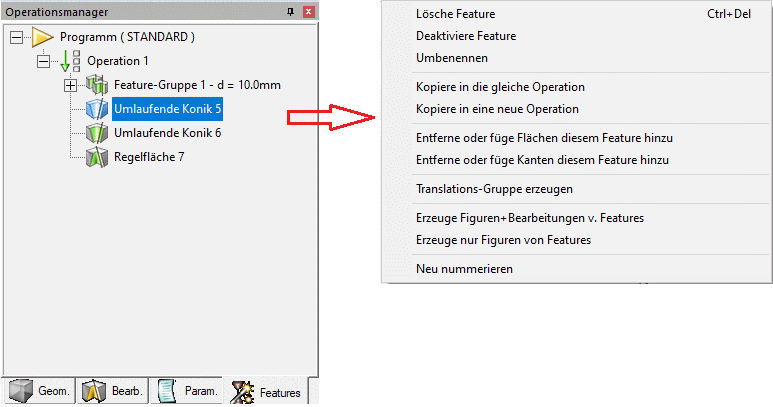 Operationsmanager
Programm ( STANDARD )
Operation 1
Feature-Gruppe 1 - d = 10.0mm
Umlaufende Konik 5
Umlaufende Konik 6
Regelfläche 7
Geom.
Bearb.
Param.
Features
Lösche Feature Ctrl+Del
Deaktiviere Feature
Umbenennen
Kopiere in die gleiche Operation
Kopiere in eine neue Operation
Entferne oder füge Flächen diesem Feature hinzu
Entferne oder füge Kanten diesem Feature hinzu
Translations-Gruppe erzeugen
Erzeuge Figuren+Bearbeitungen v. Features
Erzeuge nur Figuren von Features
Neu nummerieren